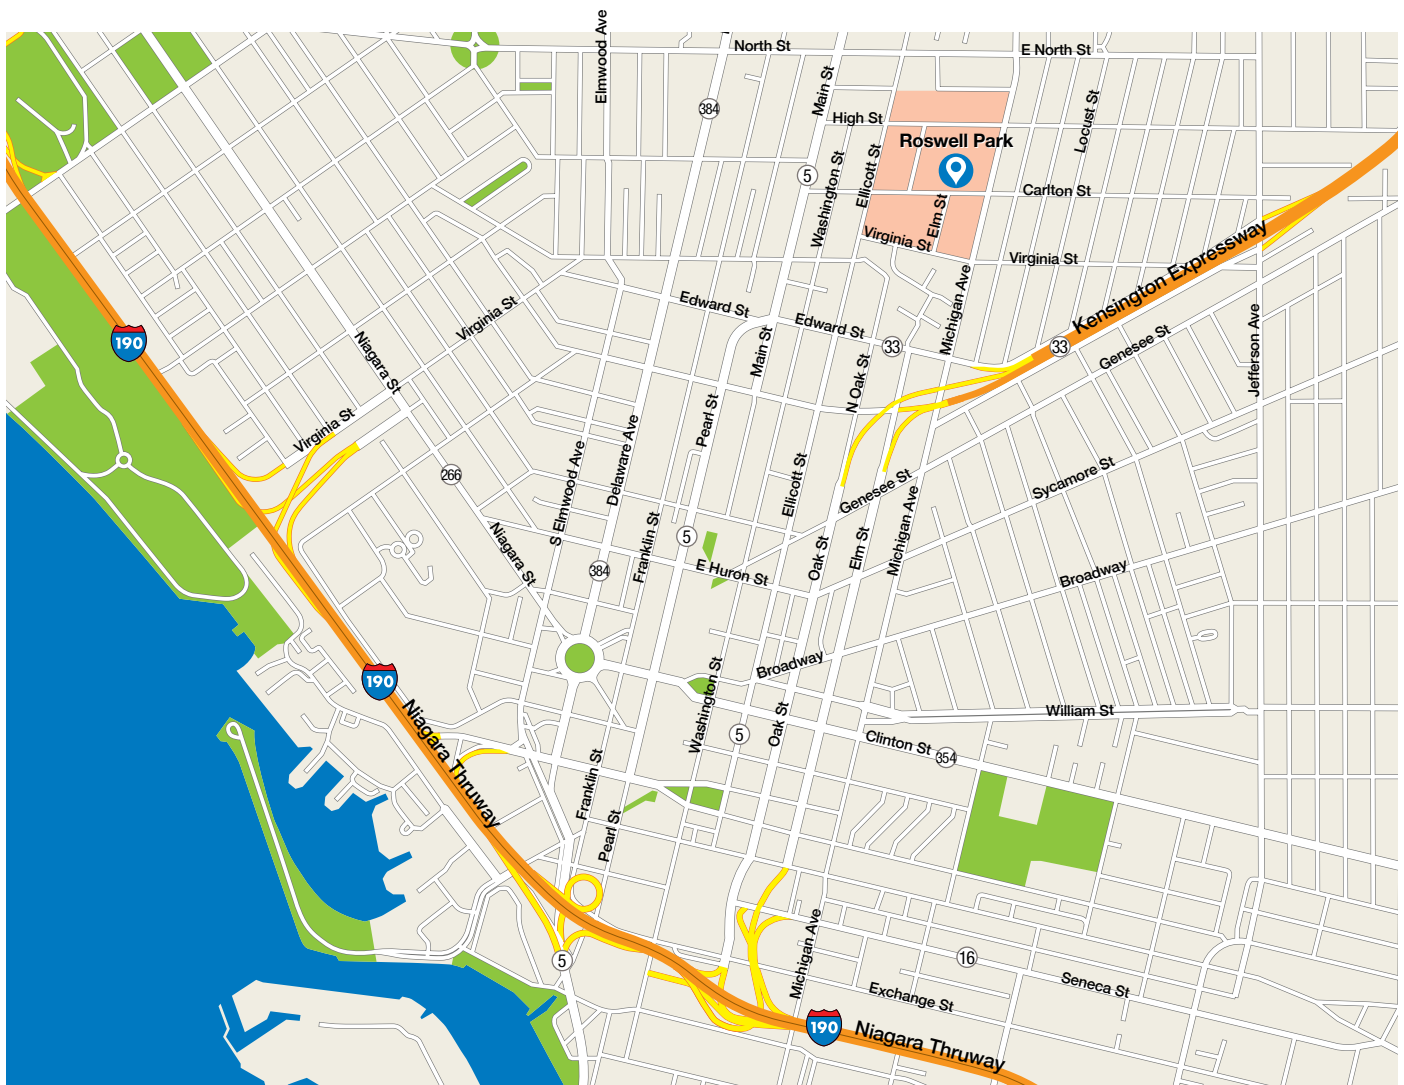 Elmwood Ave
North St
E North St
Main St
384
High St
Locust St
Roswell Park
5
Washington St
Ellicott St
Elm St
Carlton St
Virginia St
Virginia St
Kensington Expressway
Michigan Ave
Edward St
Edward St
Virginia St
190
Niagara St
33
33
Main St
N Oak St
Genesee St
Jefferson Ave
Virginia St
Pearl St
Delaware Ave
S Elmwood Ave
266
Ellicott St
Genesee St
Sycamore St
Michigan Ave
Niagara St
Franklin St
5
384
E Huron St
Oak St
Elm St
Broadway
Broadway
190
Niagara Thruway
Washington St
5
Oak St
William St
Clinton St
354
Franklin St
Pearl St
Michigan Ave
5
16
Seneca St
Exchange St
190
Niagara Thruway